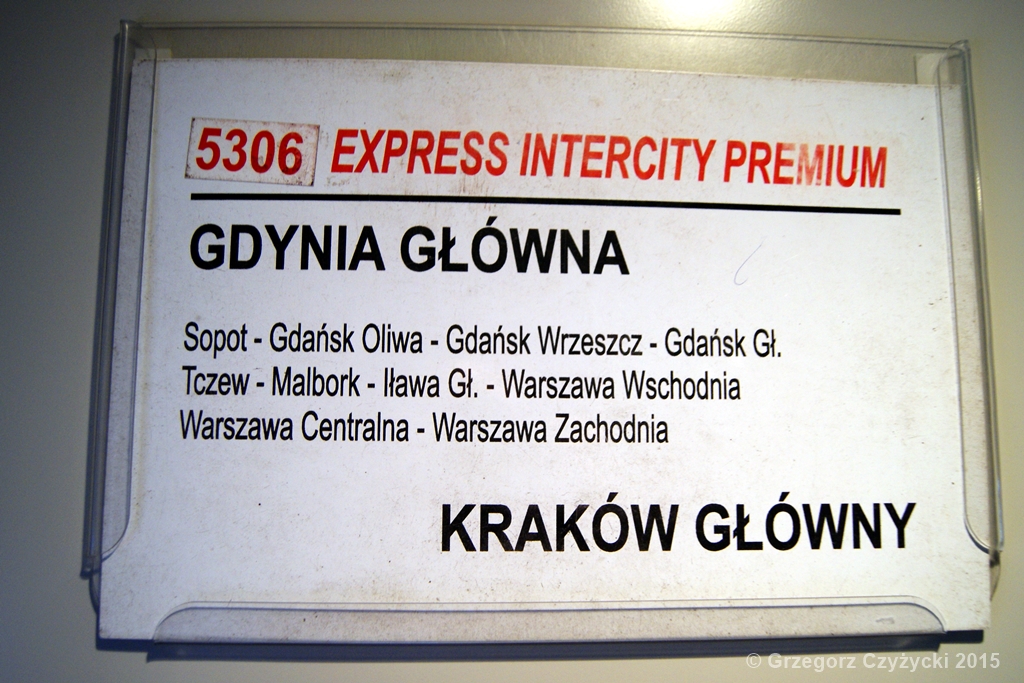 5306 EXPRESS INTERCITY PREMIUM
GDYNIA GŁÓWNA
Sopot - Gdańsk Oliwa - Gdańsk Wrzeszcz - Gdańsk Gł.
Tczew - Malbork - Iława Gł. - Warszawa Wschodnia
Warszawa Centralna - Warszawa Zachodnia
KRAKÓW GŁÓWNY
© Grzegorz Czyżycki 2015